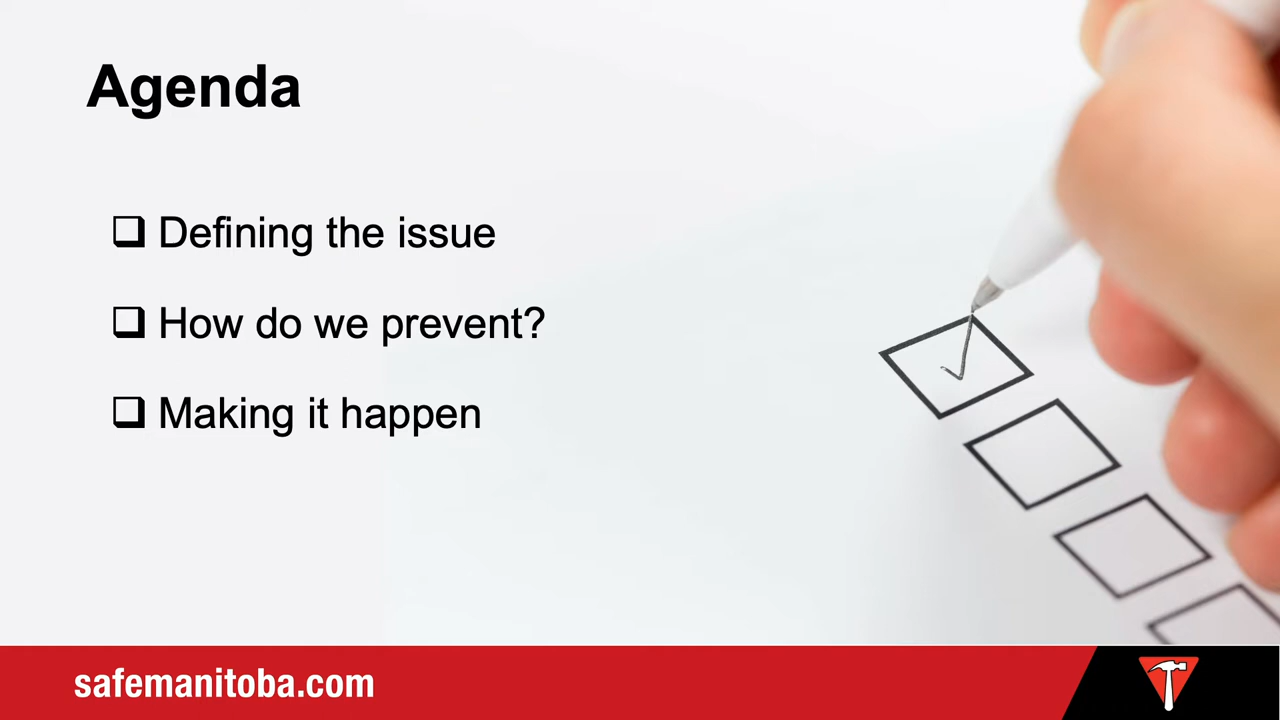 Agenda
Defining the issue
How do we prevent?
Making it happen
safemanitoba.com